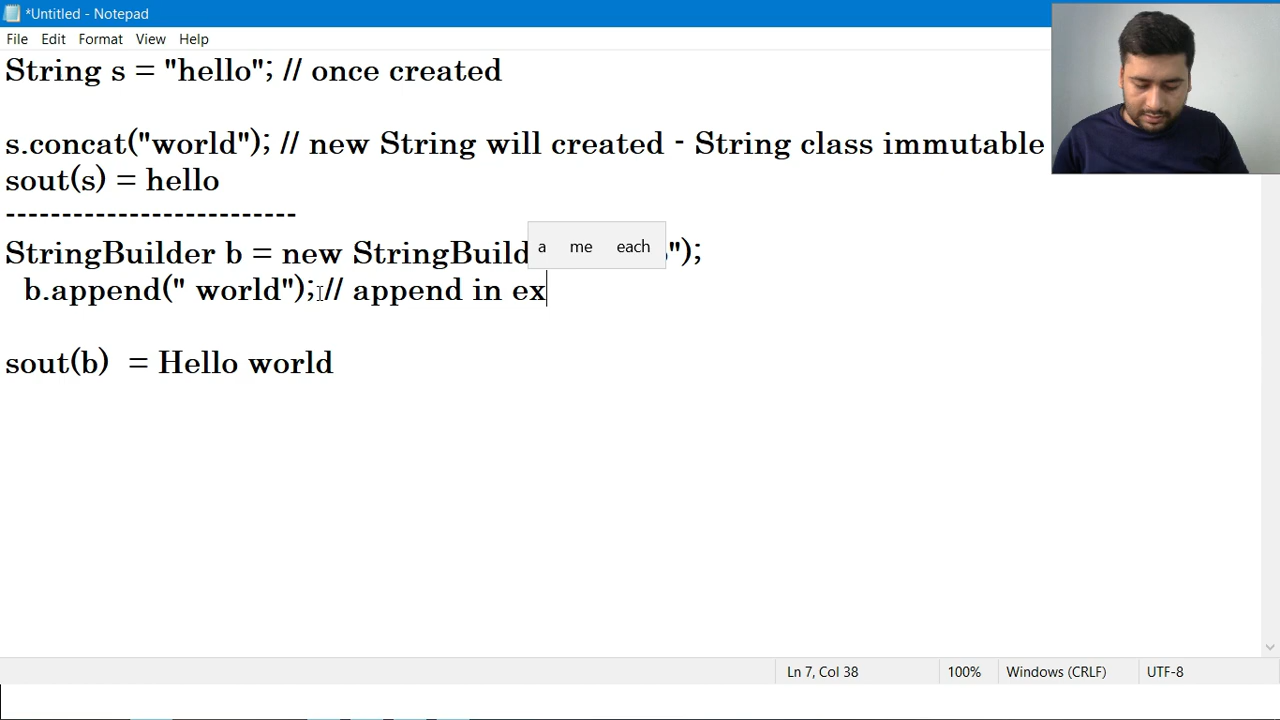 *Untitled - Notepad
File Edit Format View Help
String s = "hello"; // once created
s.concat("world"); // new String will created - String class immutable
sout(s) = hello
--------------------------
StringBuilder b = new StringBuild ");
a me each
b.append(" world");// append in ex
sout(b) = Hello world
Ln 7, Col 38 100% Windows (CRLF) UTF-8